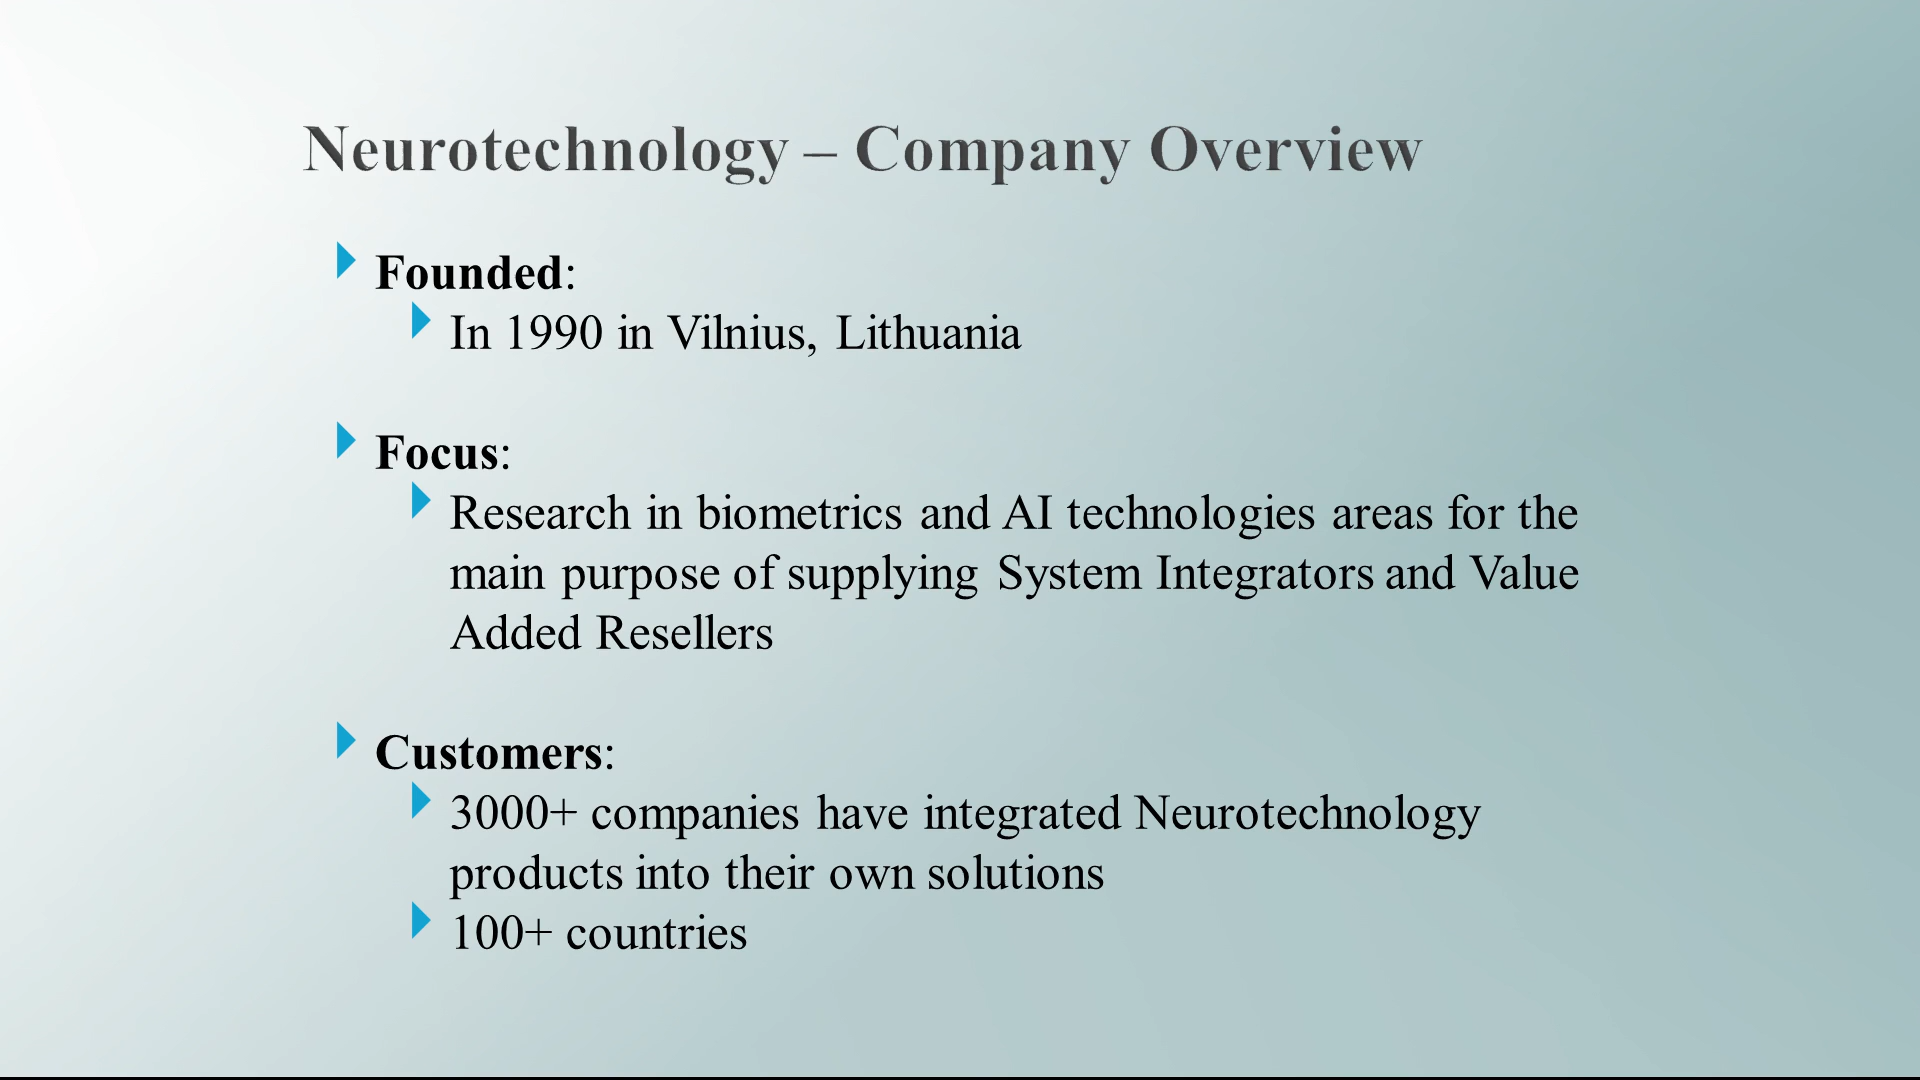 Neurotechnology – Company Overview
Founded:
In 1990 in Vilnius, Lithuania
Focus:
Research in biometrics and AI technologies areas for the
main purpose of supplying System Integrators and Value
Added Resellers
Customers:
3000+ companies have integrated Neurotechnology
products into their own solutions
100+ countries